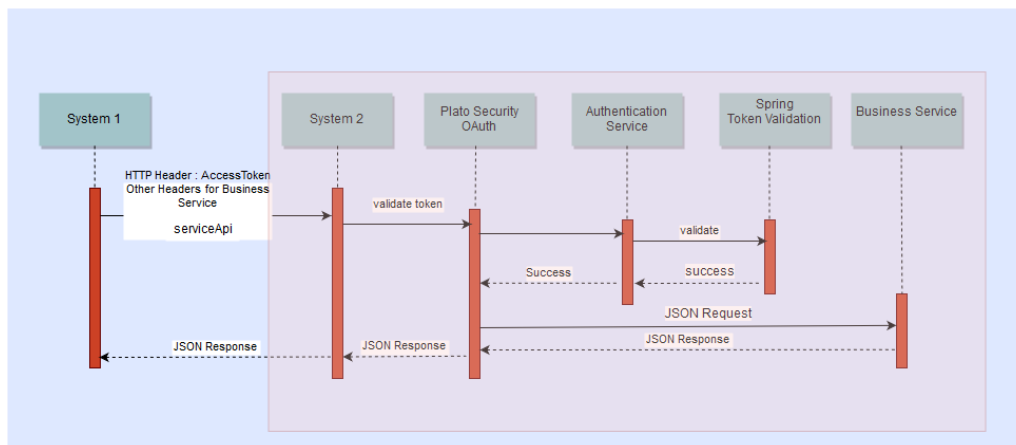 System 1
System 2
Plato Security
OAuth
Authentication
Service
Spring
Token Validation
Business Service
HTTP Header : AccessToken
Other Headers for Business
Service
serviceApi
validate token
validate
Success
success
JSON Request
JSON Response
JSON Response
JSON Response